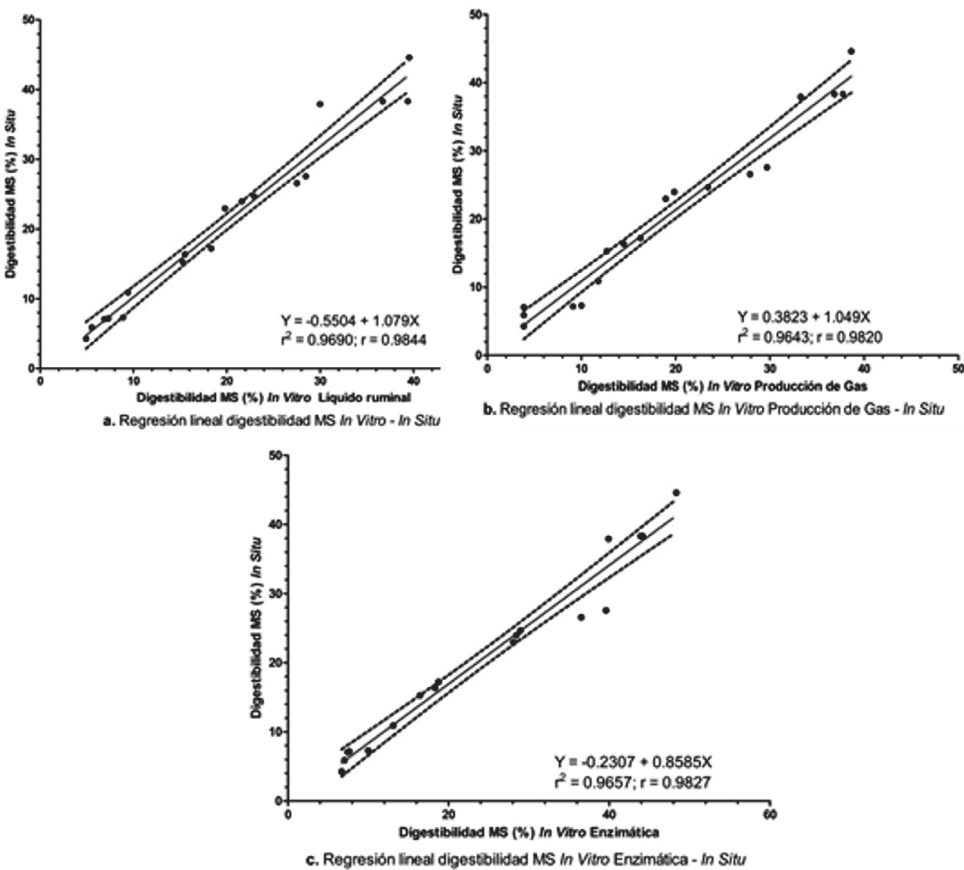 50
40
30
20
10
0
Digestibilidad MS (%) In Situ
Y = -0.5504 + 1.079X
r² = 0.9690; r = 0.9844
0 10 20 30 40
Digestibilidad MS (%) In Vitro Líquido ruminal
a. Regresión lineal digestibilidad MS In Vitro - In Situ
50
40
30
20
10
0
Digestibilidad MS (%) In Situ
Y = 0.3823 + 1.049X
r² = 0.9643; r = 0.9820
0 10 20 30 40 50
Digestibilidad MS (%) In Vitro Producción de Gas
b. Regresión lineal digestibilidad MS In Vitro Producción de Gas - In Situ
50
40
30
20
10
0
Digestibilidad MS (%) In Situ
Y = -0.2307 + 0.8585X
r² = 0.9657; r = 0.9827
0 20 40 60
Digestibilidad MS (%) In Vitro Enzimática
c. Regresión lineal digestibilidad MS In Vitro Enzimática - In Situ